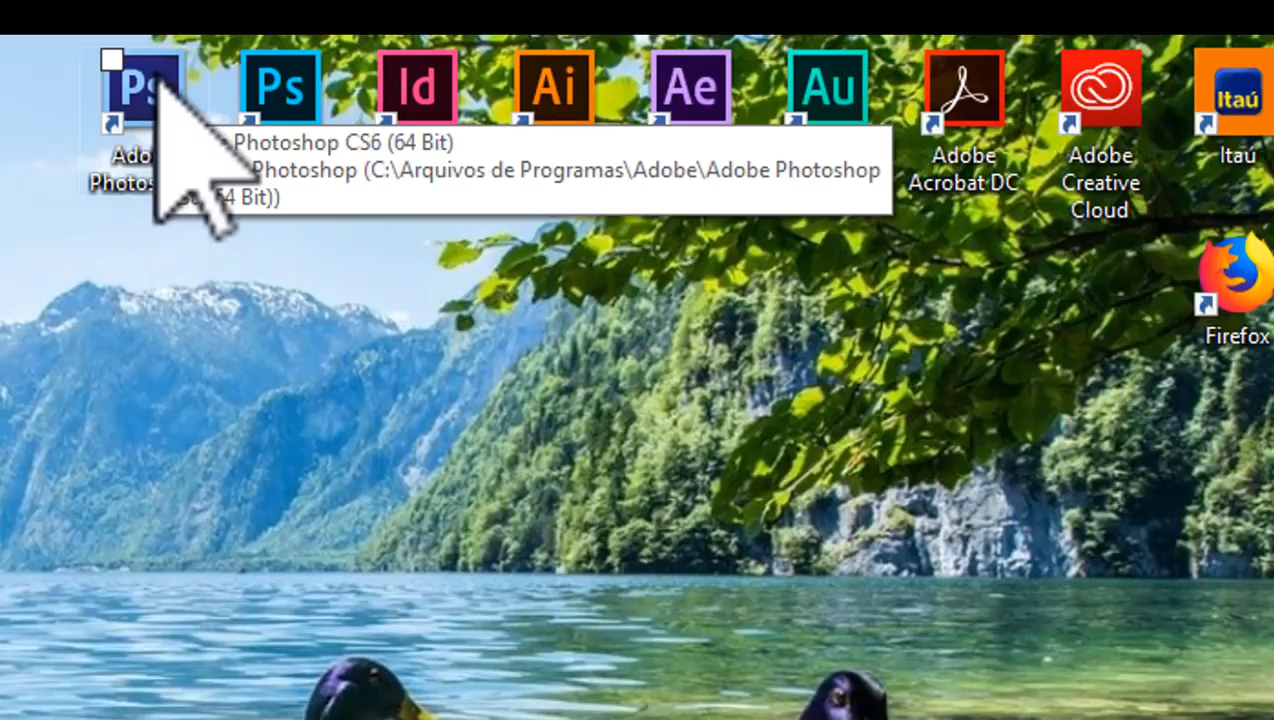 Ps
Ps
Id
Ai
Ae
Au
Itaú
Photoshop CS6 (64 Bit)
Photoshop (C:\Arquivos de Programas\Adobe\Adobe Photoshop
Bit))
Adobe
Acrobat DC
Adobe
Creative
Cloud
Itaú
Firefox